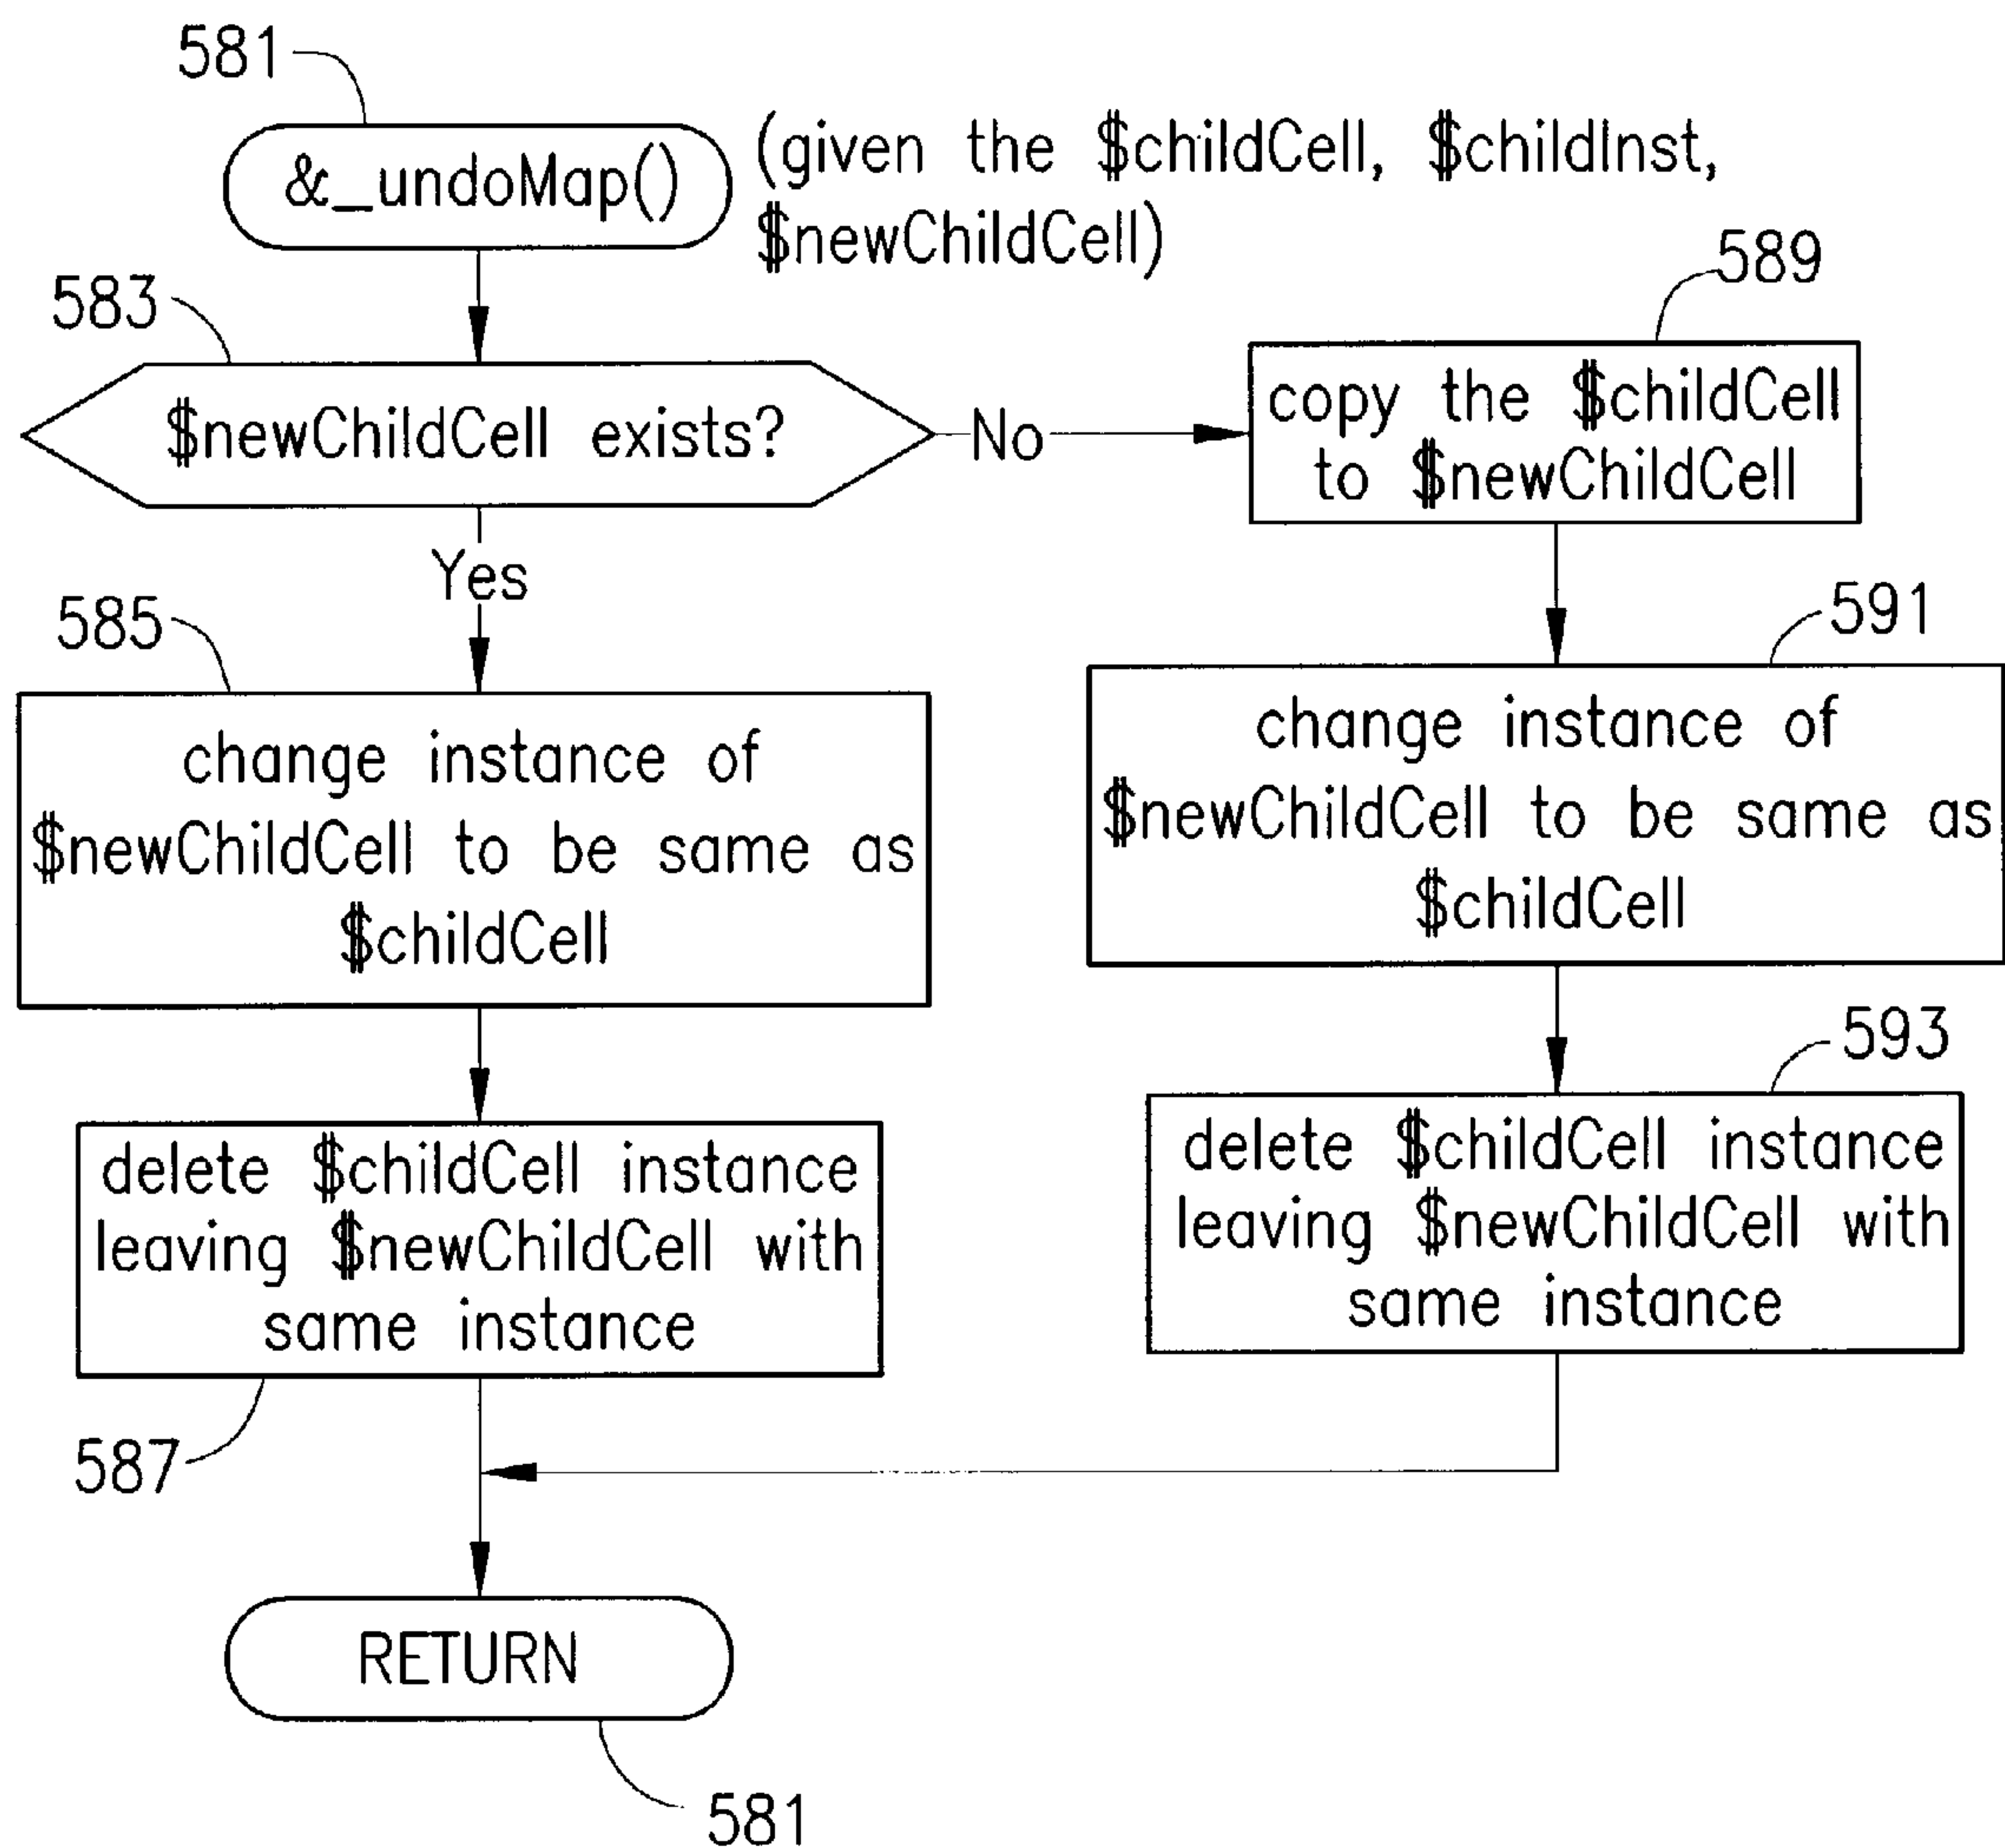 581
&_undoMap()
(given the $childCell, $childInst,
$newChildCell)
583
$newChildCell exists?
No
589
copy the $childCell
to $newChildCell
Yes
585
change instance of
$newChildCell to be same as
$childCell
591
change instance of
$newChildCell to be same as
$childCell
593
delete $childCell instance
leaving $newChildCell with
same instance
delete $childCell instance
leaving $newChildCell with
same instance
587
RETURN
581